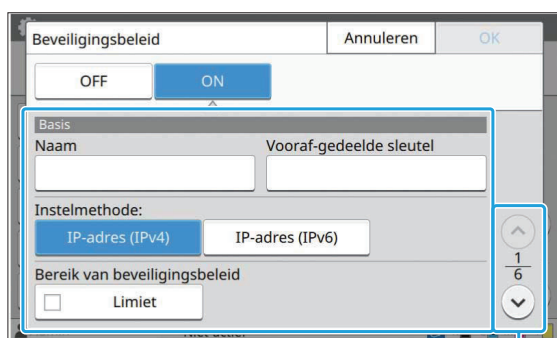 Beveiligingsbeleid Annuleren OK
OFF ON
Basis
Naam Vooraf-gedeelde sleutel
Instelmethode:
IP-adres (IPv4) IP-adres (IPv6)
1
6
Bereik van beveiligingsbeleid
Limiet